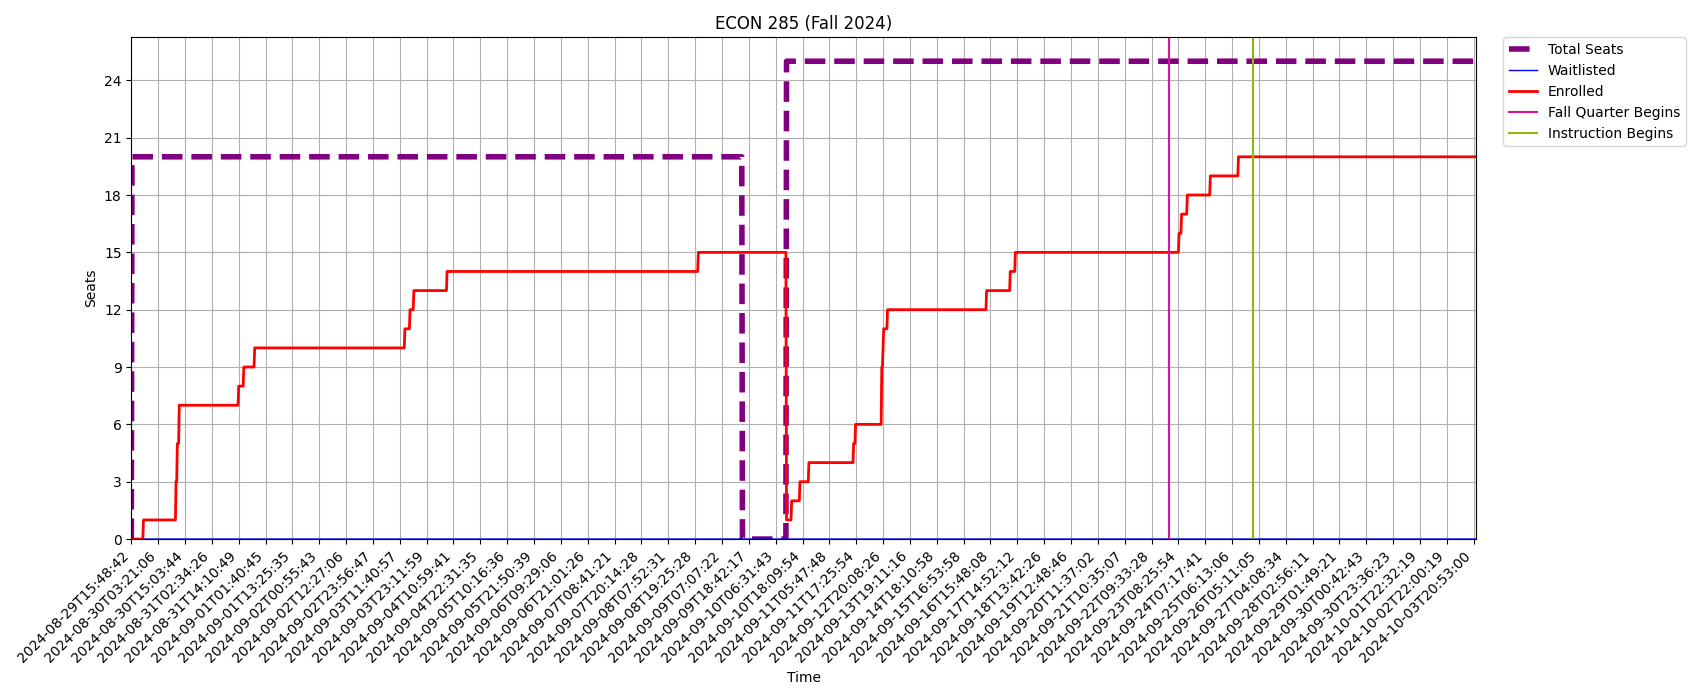 ECON 285 (Fall 2024)
Total Seats
Waitlisted
Enrolled
Fall Quarter Begins
Instruction Begins
24
21
18
15
12
9
6
3
0
Seats
2024-08-29T15:48:42
2024-08-30T03:21:06
2024-08-30T15:03:44
2024-08-31T02:34:26
2024-08-31T14:10:49
2024-09-01T01:40:45
2024-09-01T13:25:35
2024-09-02T00:55:43
2024-09-02T12:27:06
2024-09-02T23:56:47
2024-09-03T11:40:57
2024-09-03T23:11:59
2024-09-04T10:59:41
2024-09-04T22:31:35
2024-09-05T10:16:36
2024-09-05T21:50:39
2024-09-06T09:29:06
2024-09-06T21:01:26
2024-09-07T08:41:21
2024-09-07T20:14:28
2024-09-08T07:52:31
2024-09-08T19:25:28
2024-09-09T07:07:22
2024-09-09T18:42:17
2024-09-10T06:31:43
2024-09-10T18:09:54
2024-09-11T05:47:48
2024-09-11T17:25:54
2024-09-12T20:08:26
2024-09-13T19:11:16
2024-09-14T18:10:58
2024-09-15T16:53:58
2024-09-16T15:48:08
2024-09-17T14:52:12
2024-09-18T13:42:26
2024-09-19T12:48:46
2024-09-20T11:37:02
2024-09-21T10:35:07
2024-09-22T09:33:28
2024-09-23T08:25:54
2024-09-24T07:17:41
2024-09-25T06:13:06
2024-09-26T05:11:05
2024-09-27T04:08:34
2024-09-28T02:56:11
2024-09-29T01:49:21
2024-09-30T00:42:43
2024-09-30T23:36:23
2024-10-01T22:32:19
2024-10-02T22:00:19
2024-10-03T20:53:00
Time